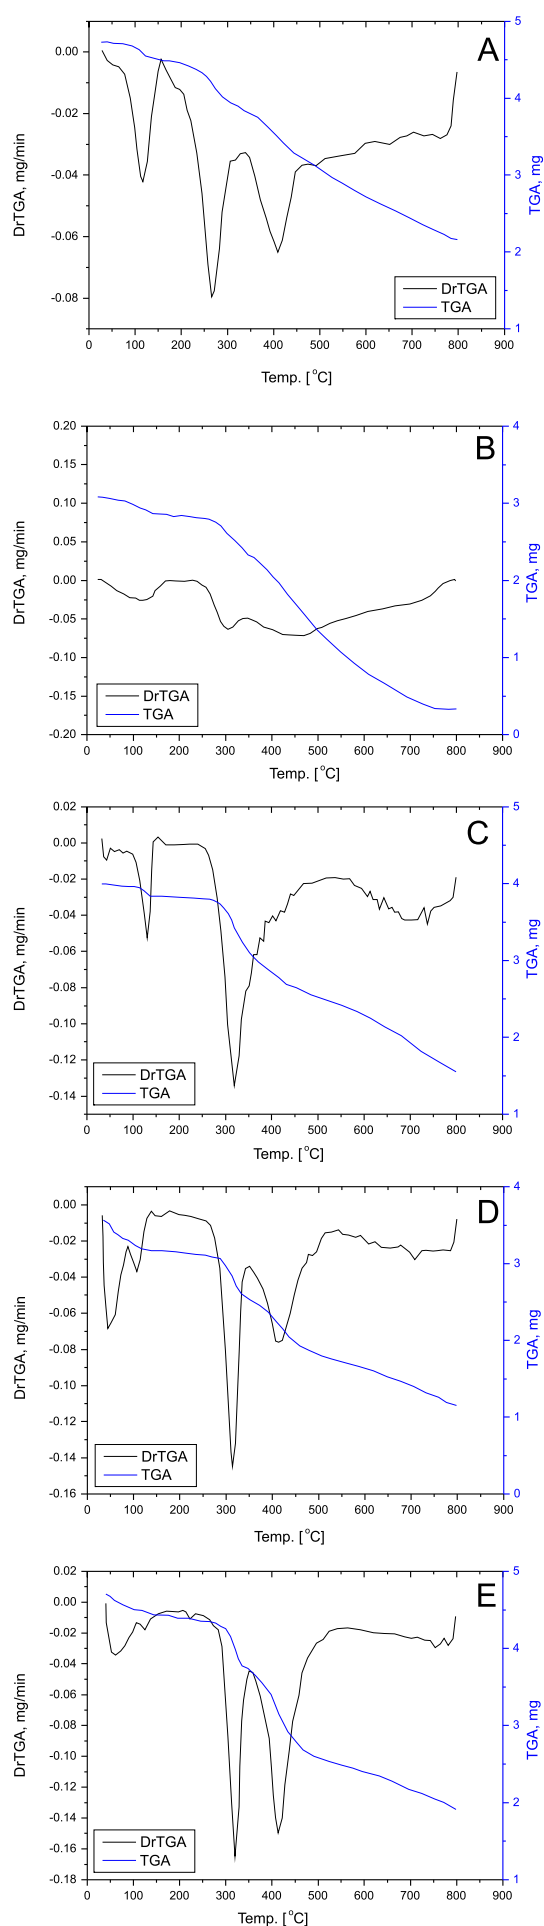 A
5
0.00
4
-0.02
DrTGA, mg/min
-0.04
3
TGA, mg
-0.06
2
-0.08
DrTGA
TGA
1
0 100 200 300 400 500 600 700 800 900
Temp. [°C]
B
0.20
4
0.15
0.10
3
0.05
DrTGA, mg/min
0.00
2
TGA, mg
-0.05
-0.10
1
-0.15
DrTGA
TGA
-0.20
0
0 100 200 300 400 500 600 700 800 900
Temp. [°C]
C
0.02
5
0.00
-0.02
4
-0.04
DrTGA, mg/min
-0.06
3
TGA, mg
-0.08
-0.10
2
-0.12
DrTGA
TGA
-0.14
1
0 100 200 300 400 500 600 700 800 900
Temp. [°C]
D
4
0.00
-0.02
3
-0.04
-0.06
DrTGA, mg/min
-0.08
2
TGA, mg
-0.10
-0.12
1
-0.14
DrTGA
TGA
-0.16
0
0 100 200 300 400 500 600 700 800 900
Temp. [°C]
E
0.02
5
0.00
-0.02
4
-0.04
-0.06
DrTGA, mg/min
-0.08
3
TGA, mg
-0.10
-0.12
2
-0.14
-0.16
DrTGA
TGA
-0.18
1
0 100 200 300 400 500 600 700 800 900
Temp. [°C]